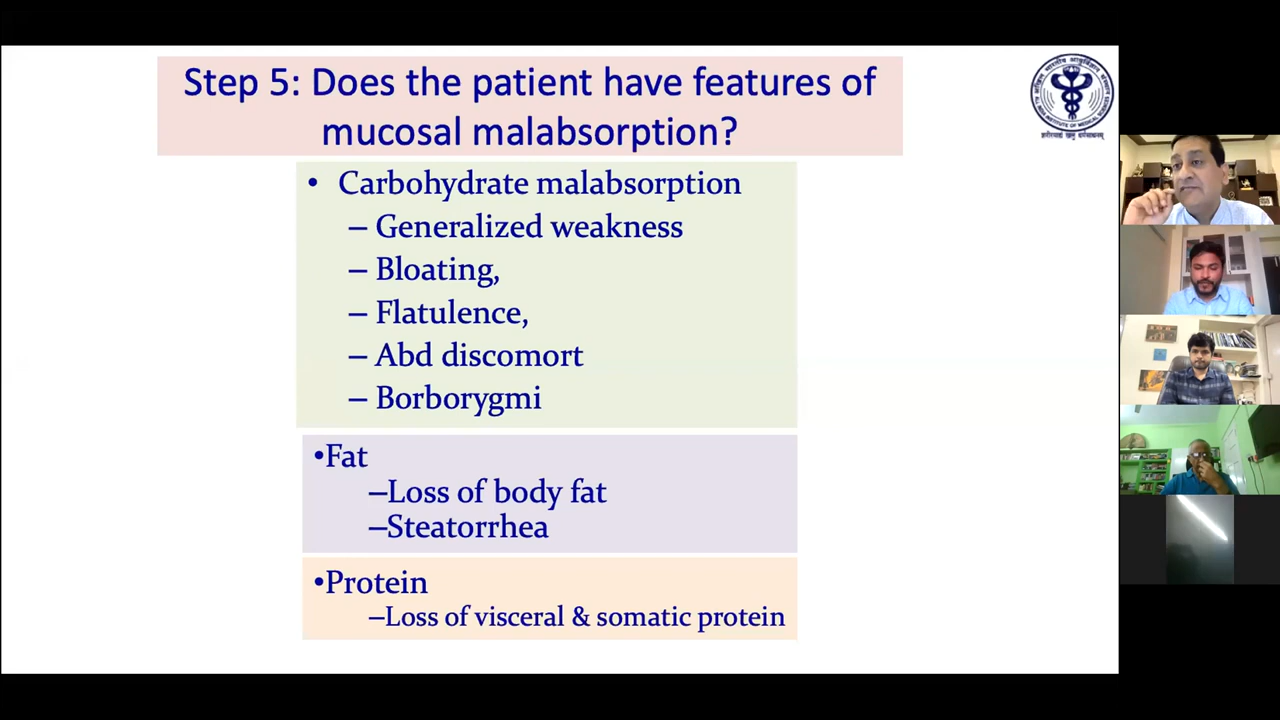 Step 5: Does the patient have features of
mucosal malabsorption?
• Carbohydrate malabsorption
– Generalized weakness
– Bloating,
– Flatulence,
– Abd discomort
– Borborygmi
•Fat
–Loss of body fat
–Steatorrhea
•Protein
–Loss of visceral & somatic protein